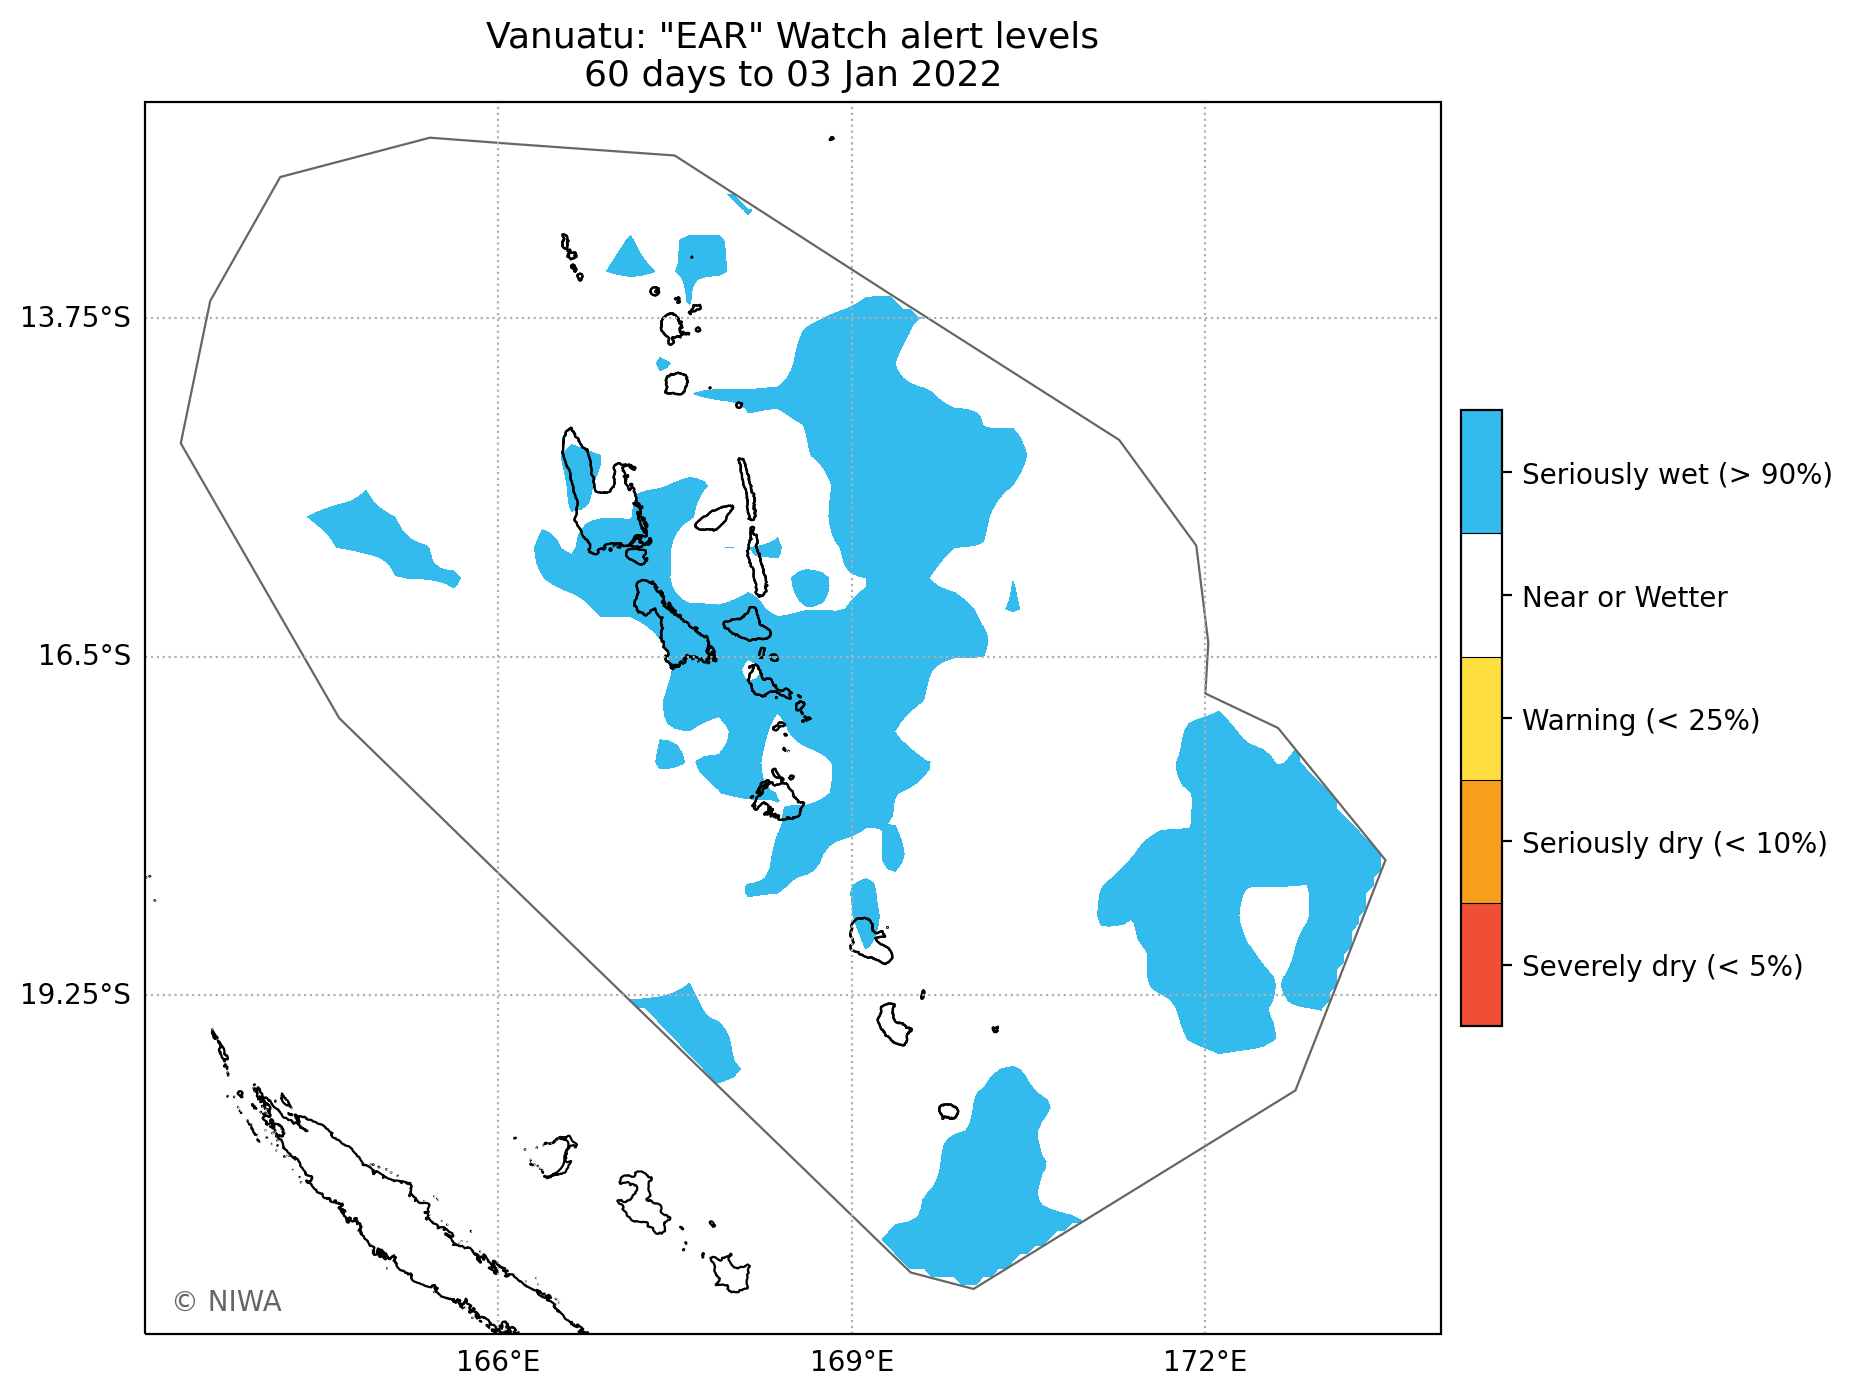 Vanuatu: "EAR" Watch alert levels
60 days to 03 Jan 2022
13.75°S
16.5°S
19.25°S
166°E
169°E
172°E
Seriously wet (> 90%)
Near or Wetter
Warning (< 25%)
Seriously dry (< 10%)
Severely dry (< 5%)
© NIWA